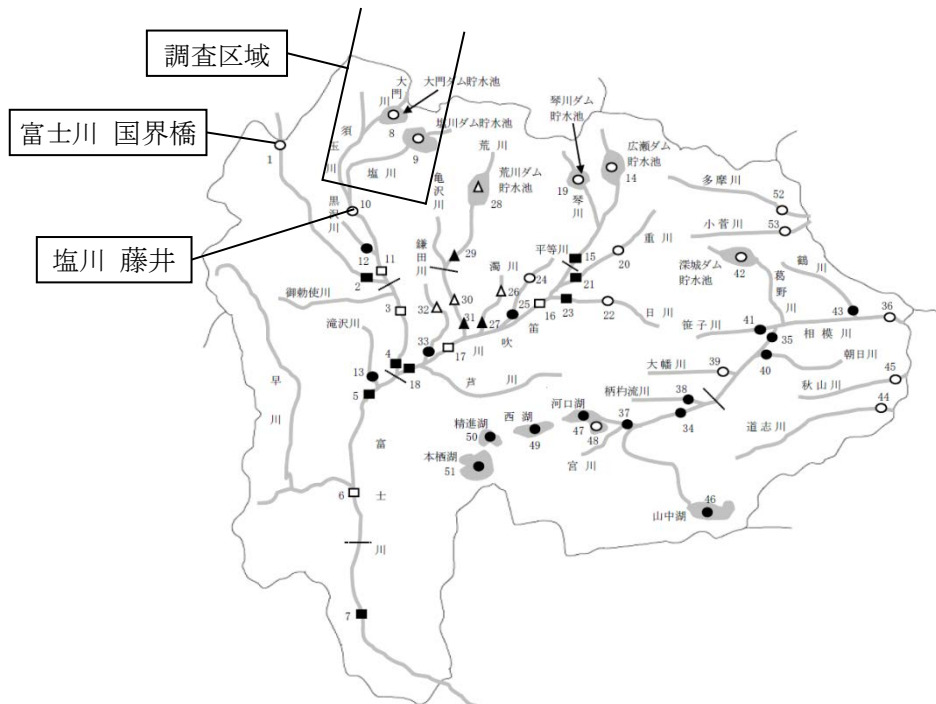 調査区域
富士川 国界橋
塩川 藤井
大門川
大門ダム貯水池
8
塩川ダム貯水池
9
須玉川
塩川
1
10
黒沢川
12
11
2
御勅使川
3
荒川
亀沢川
荒川ダム
貯水池
28
29
鎌田川
32
30
31
27
濁川
26
24
25
33
17
滝沢川
13
4
18
5
笛吹川
芦川
琴川ダム
貯水池
19
琴川
広瀬ダム
貯水池
14
平等川
15
重川
20
21
16
23
22
日川
多摩川
52
小菅川
53
深城ダム
貯水池
42
葛野川
鶴川
43
36
笹子川
41
35
相模川
朝日川
40
大幡川
39
秋山川
45
柄杓流川
38
34
44
道志川
河口湖
47
48
37
宮川
西湖
49
精進湖
50
本栖湖
51
山中湖
46
早川
6
富士川
7